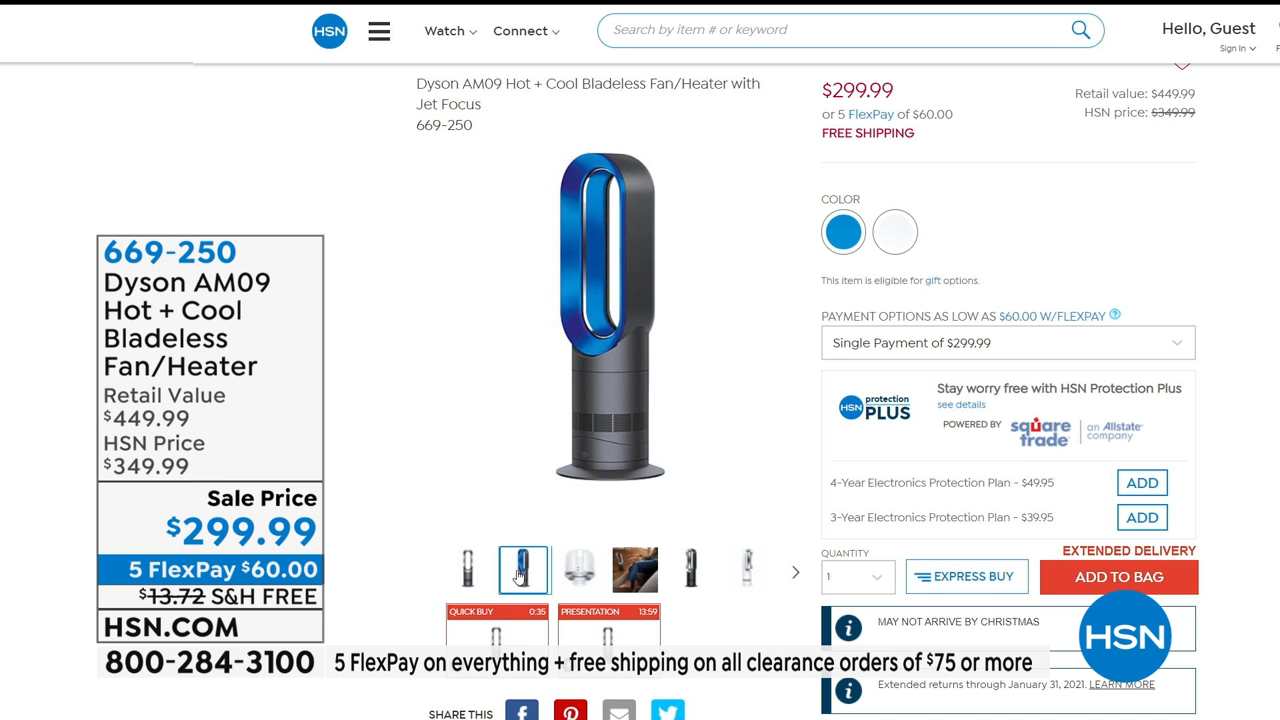 HSN
Watch
Connect
Search by item # or keyword
Hello, Guest
Sign In
Dyson AM09 Hot + Cool Bladeless Fan/Heater with
Jet Focus
669-250
$299.99
or 5 FlexPay of $60.00
FREE SHIPPING
Retail value: $449.99
HSN price: $349.99
COLOR
This item is eligible for gift options.
PAYMENT OPTIONS AS LOW AS $60.00 W/FLEXPAY ?
Single Payment of $299.99
HSN protection PLUS
Stay worry free with HSN Protection Plus
see details
POWERED BY
square trade
an Allstate company
4-Year Electronics Protection Plan - $49.95
ADD
3-Year Electronics Protection Plan - $39.95
ADD
EXTENDED DELIVERY
QUANTITY
1
EXPRESS BUY
ADD TO BAG
MAY NOT ARRIVE BY CHRISTMAS
Extended returns through January 31, 2021. LEARN MORE
QUICK BUY 0:35
PRESENTATION 13:59
SHARE THIS
669-250
Dyson AM09
Hot + Cool
Bladeless
Fan/Heater
Retail Value
$449.99
HSN Price
$349.99
Sale Price
$299.99
5 FlexPay $60.00
$13.72 S&H FREE
HSN.COM
800-284-3100
5 FlexPay on everything + free shipping on all clearance orders of $75 or more
HSN